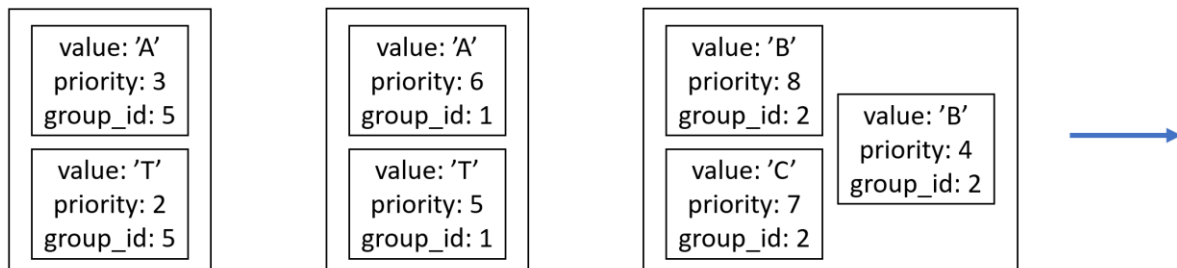 value: ’A’
priority: 3
group_id: 5
value: ’T’
priority: 2
group_id: 5
value: ’A’
priority: 6
group_id: 1
value: ’T’
priority: 5
group_id: 1
value: ’B’
priority: 8
group_id: 2
value: ’C’
priority: 7
group_id: 2
value: ’B’
priority: 4
group_id: 2